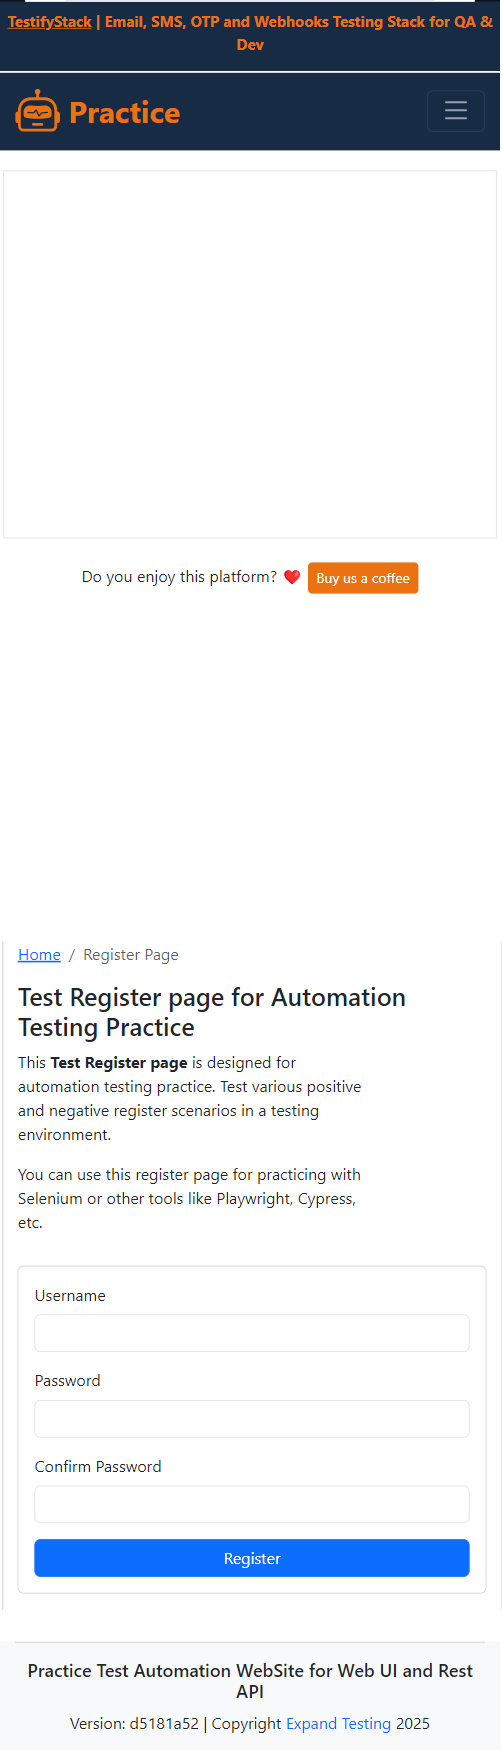 TestifyStack | Email, SMS, OTP and Webhooks Testing Stack for QA &
Dev
Practice
Do you enjoy this platform? ❤️ Buy us a coffee
Home / Register Page
Test Register page for Automation
Testing Practice
This Test Register page is designed for
automation testing practice. Test various positive
and negative register scenarios in a testing
environment.
You can use this register page for practicing with
Selenium or other tools like Playwright, Cypress,
etc.
Username
Password
Confirm Password
Register
Practice Test Automation WebSite for Web UI and Rest
API
Version: d5181a52 | Copyright Expand Testing 2025